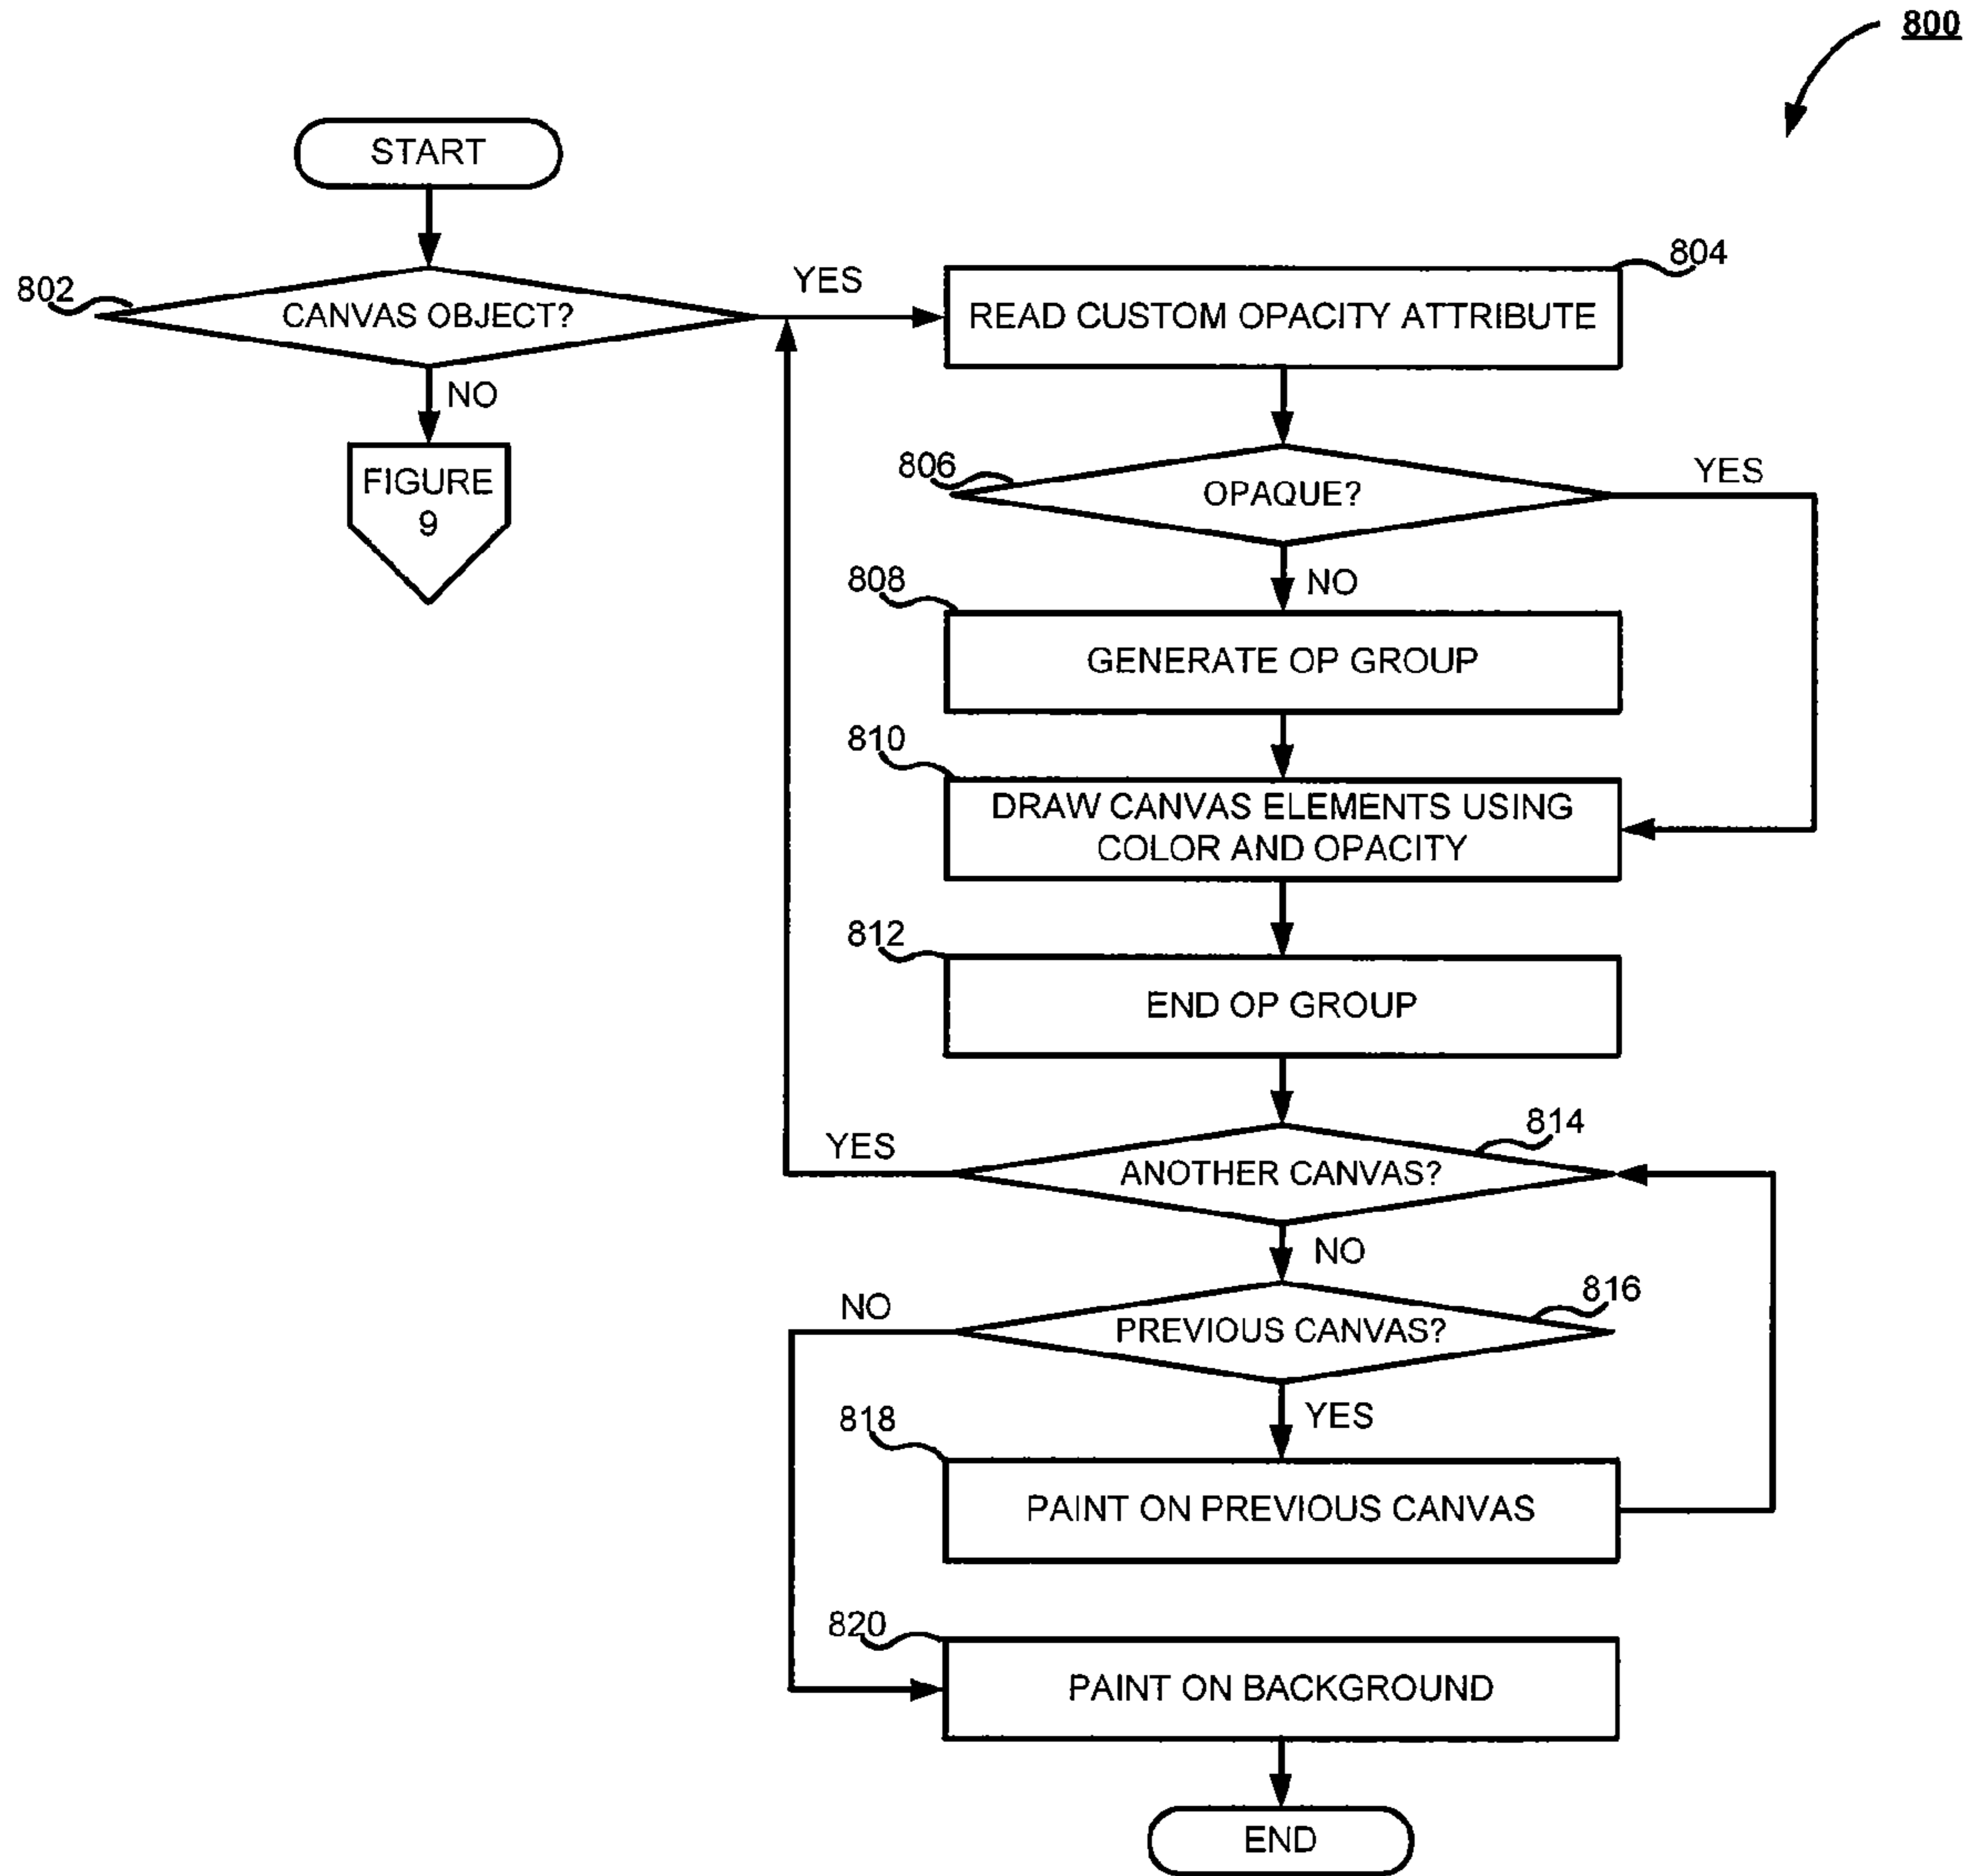 800
START
802
CANVAS OBJECT?
YES
804
READ CUSTOM OPACITY ATTRIBUTE
NO
FIGURE
9
806
OPAQUE?
YES
NO
808
GENERATE OP GROUP
810
DRAW CANVAS ELEMENTS USING
COLOR AND OPACITY
812
END OP GROUP
814
YES
ANOTHER CANVAS?
NO
816
NO
PREVIOUS CANVAS?
YES
818
PAINT ON PREVIOUS CANVAS
820
PAINT ON BACKGROUND
END